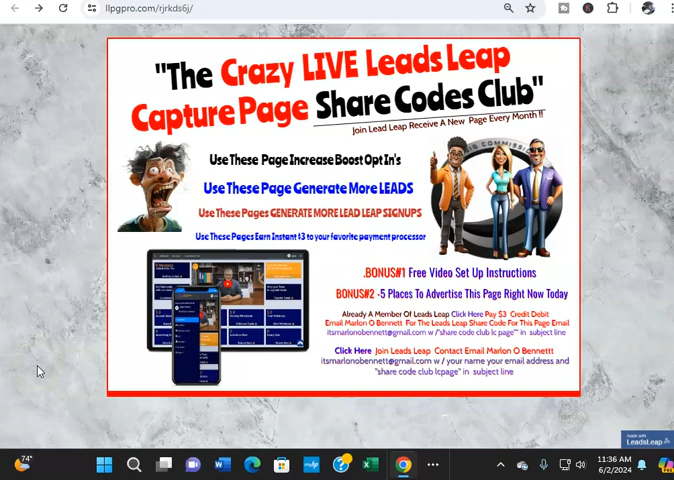 llpgpro.com/rjrkds6j/
"The Crazy LIVE Leads Leap
Capture Page Share Codes Club"
Join Lead Leap Receive A New Page Every Month !!
Use These Page Increase Boost Opt In's
Use These Page Generate More LEADS
Use These Pages GENERATE MORE LEAD LEAP SIGNUPS
Use These Pages Earn Instant $3 to your favorite payment processor
.BONUS#1 Free Video Set Up Instructions
BONUS#2 -5 Places To Advertise This Page Right Now Today
Already A Member Of Leads Leap Click Here Pay $3 Credit Debit
Email Marlon O Bennett For The Leads Leap Share Code For This Page Email
itsmarlonobennett@gmail.com w /"share code club lc page"" in subject line
Click Here Join Leads Leap Contact Email Marlon O Bennettt
itsmarlonobennett@gmail.com w / your name your email address and
"share code club lcpage" in subject line
made with
LeadsLeap
74°
11:36 AM
6/2/2024